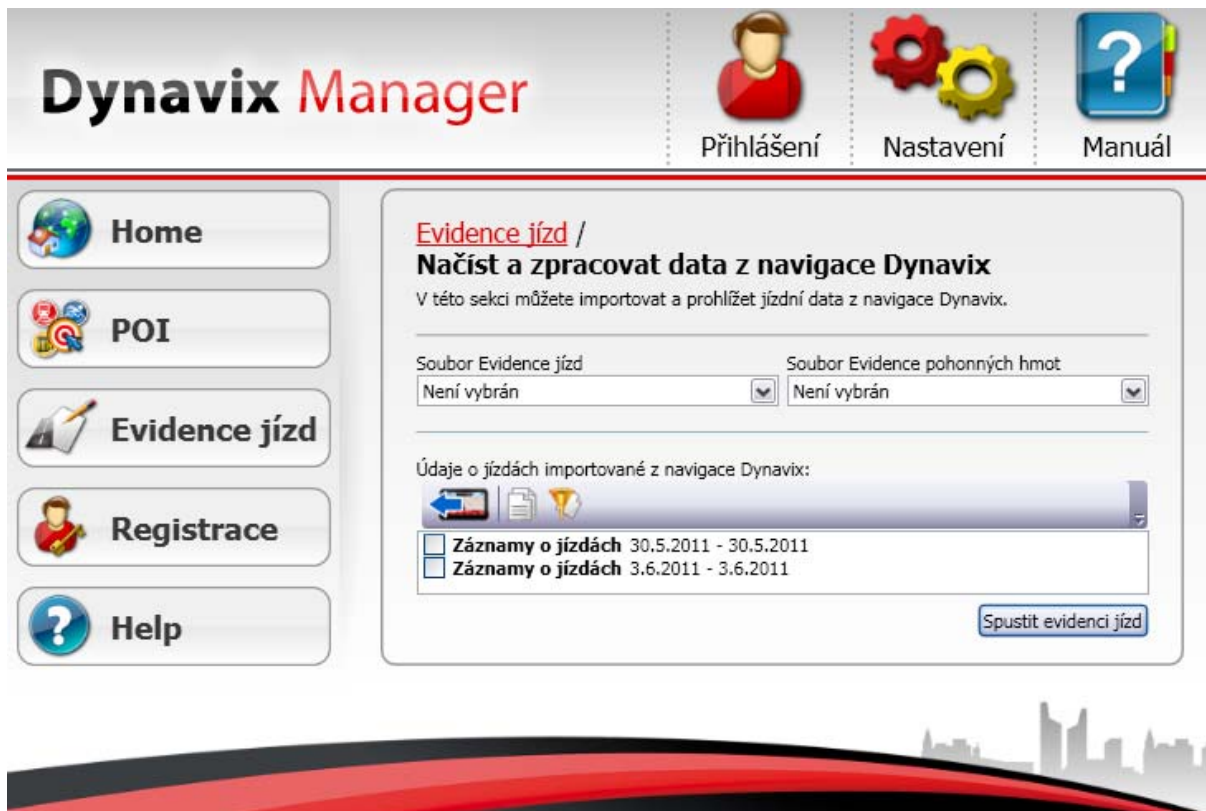 Dynavix Manager
Přihlášení
Nastavení
Manuál
Home
POI
Evidence jízd
Registrace
Help
Evidence jízd /
Načíst a zpracovat data z navigace Dynavix
V této sekci můžete importovat a prohlížet jízdní data z navigace Dynavix.
Soubor Evidence jízd
Není vybrán
Soubor Evidence pohonných hmot
Není vybrán
Údaje o jízdách importované z navigace Dynavix:
Záznamy o jízdách 30.5.2011 - 30.5.2011
Záznamy o jízdách 3.6.2011 - 3.6.2011
Spustit evidenci jízd